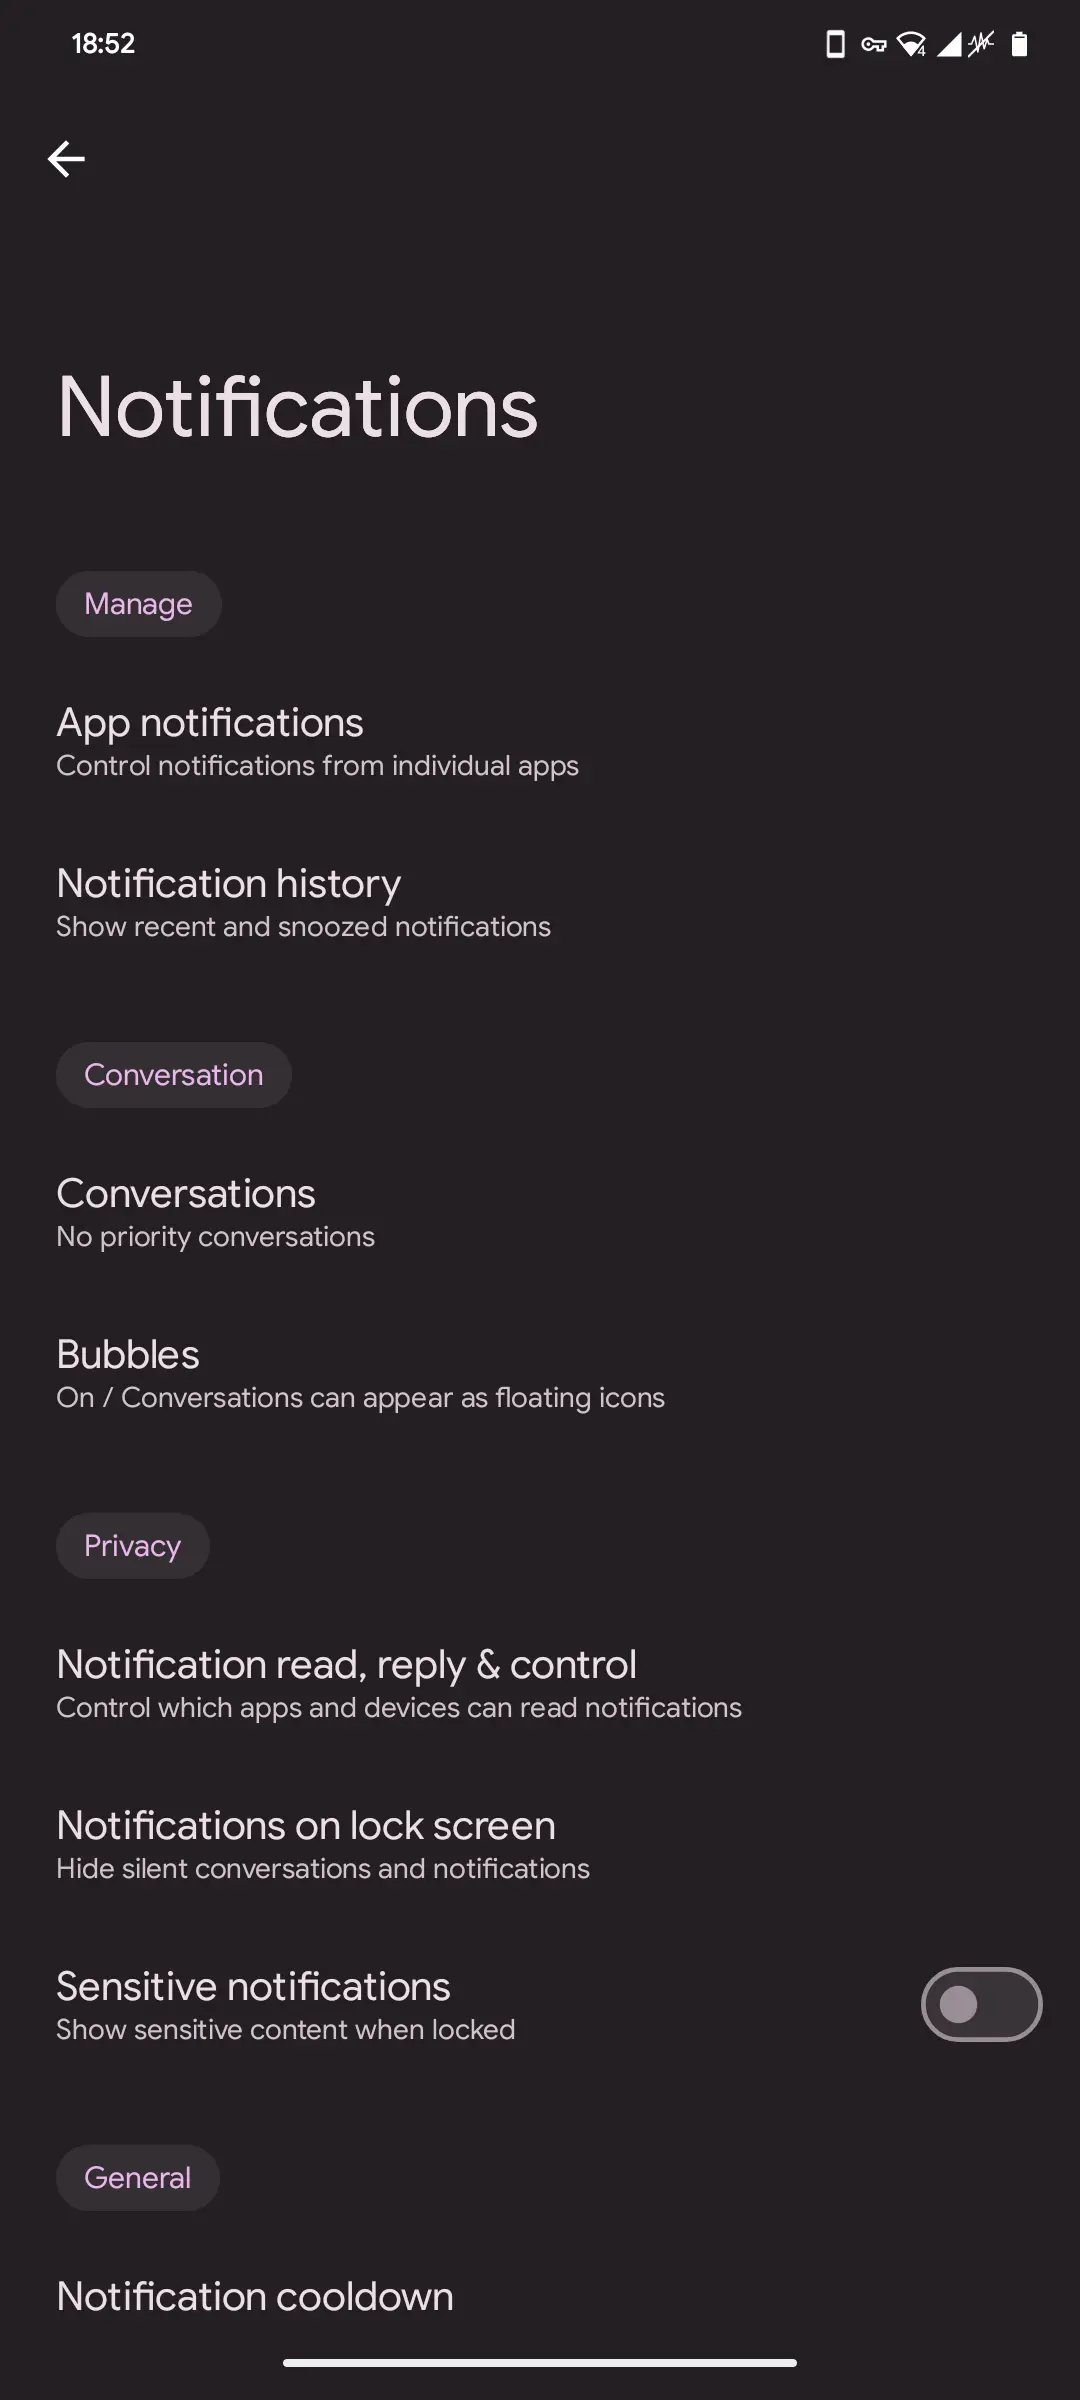 18:52
Notifications
Manage
App notifications
Control notifications from individual apps
Notification history
Show recent and snoozed notifications
Conversation
Conversations
No priority conversations
Bubbles
On / Conversations can appear as floating icons
Privacy
Notification read, reply & control
Control which apps and devices can read notifications
Notifications on lock screen
Hide silent conversations and notifications
Sensitive notifications
Show sensitive content when locked
General
Notification cooldown